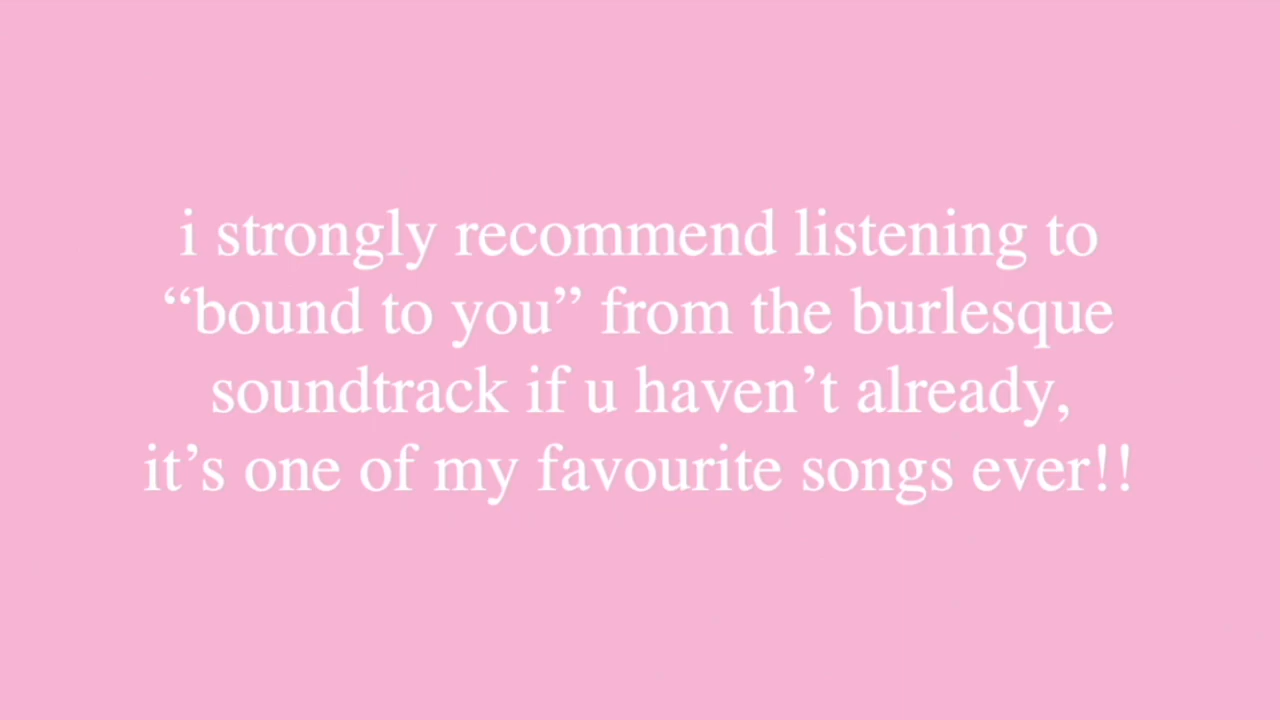 i strongly recommend listening to
“bound to you” from the burlesque
soundtrack if u haven’t already,
it’s one of my favourite songs ever!!